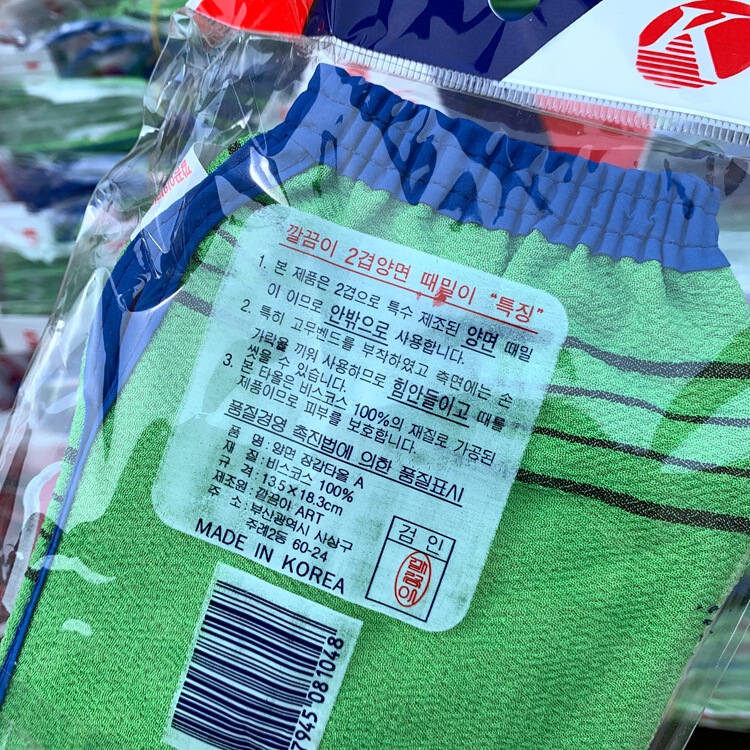 K
깔끔이 2겹양면 때밀이 "특징"
1. 본 제품은 2겹으로 특수 제조된 양면 때밀
이 이므로 안밖으로 사용합니다.
2. 특히 고무벤드를 부착하였고 측면에는 손
가락을 끼워 사용하므로 힘안들이고 때를
씻을 수 있습니다.
3. 본 타올은 비스코스 100%의 재질로 가공된
제품이므로 피부를 보호합니다.
품질경영 촉진법에 의한 품질표시
품 명 : 양면 장갑타올 A
재 질 : 비스코스 100%
규 격 : 13.5×18.3cm
제조원 : 깔끔이 ART
주 소 : 부산광역시 사상구
주례2동 60-24
MADE IN KOREA
검 인
깔끔이
7945 081048